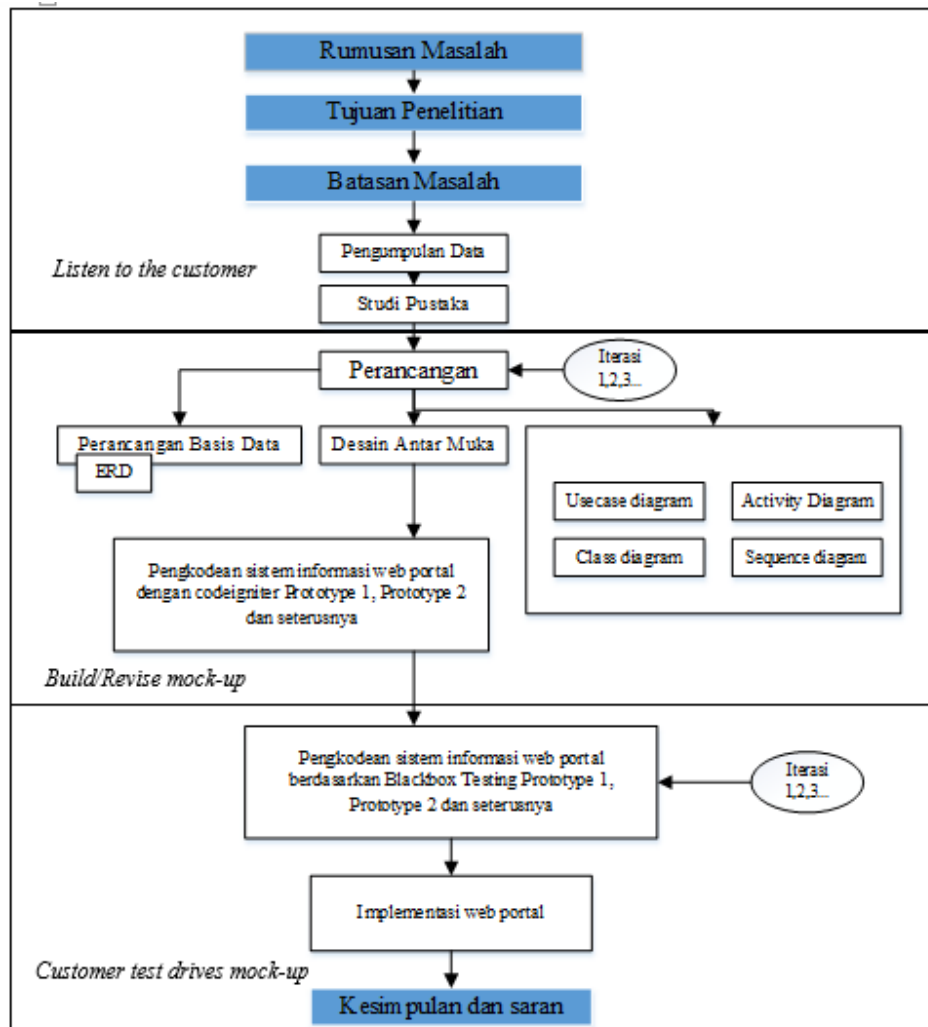 Rumusan Masalah
Tujuan Penelitian
Batasan Masalah
Pengumpulan Data
Listen to the customer
Studi Pustaka
Perancangan
Iterasi
1,2,3...
Perancangan Basis Data
ERD
Desain Antar Muka
Usecase diagram
Activity Diagram
Class diagram
Sequence diagram
Pengkodean sistem informasi web portal
dengan codeigniter Prototype 1, Prototype 2
dan seterusnya
Build/Revise mock-up
Pengkodean sistem informasi web portal
berdasarkan Blackbox Testing Prototype 1,
Prototype 2 dan seterusnya
Iterasi
1,2,3...
Implementasi web portal
Customer test drives mock-up
Kesimpulan dan saran